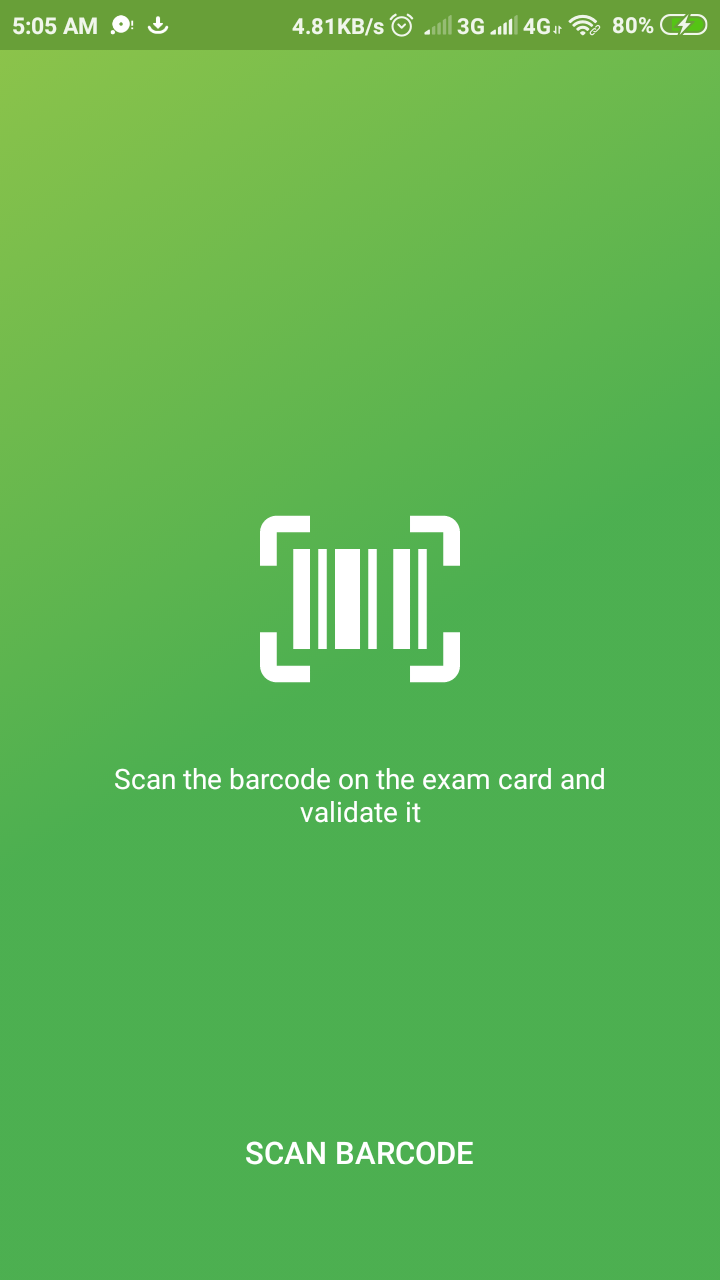 5:05 AM 4.81KB/s 3G 4G 80%
Scan the barcode on the exam card and
validate it
SCAN BARCODE